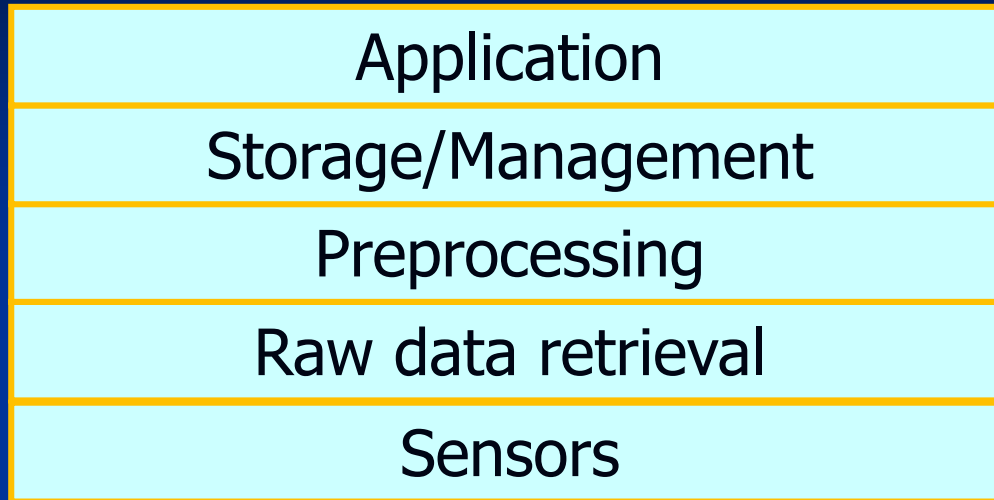 Application
Storage/Management
Preprocessing
Raw data retrieval
Sensors